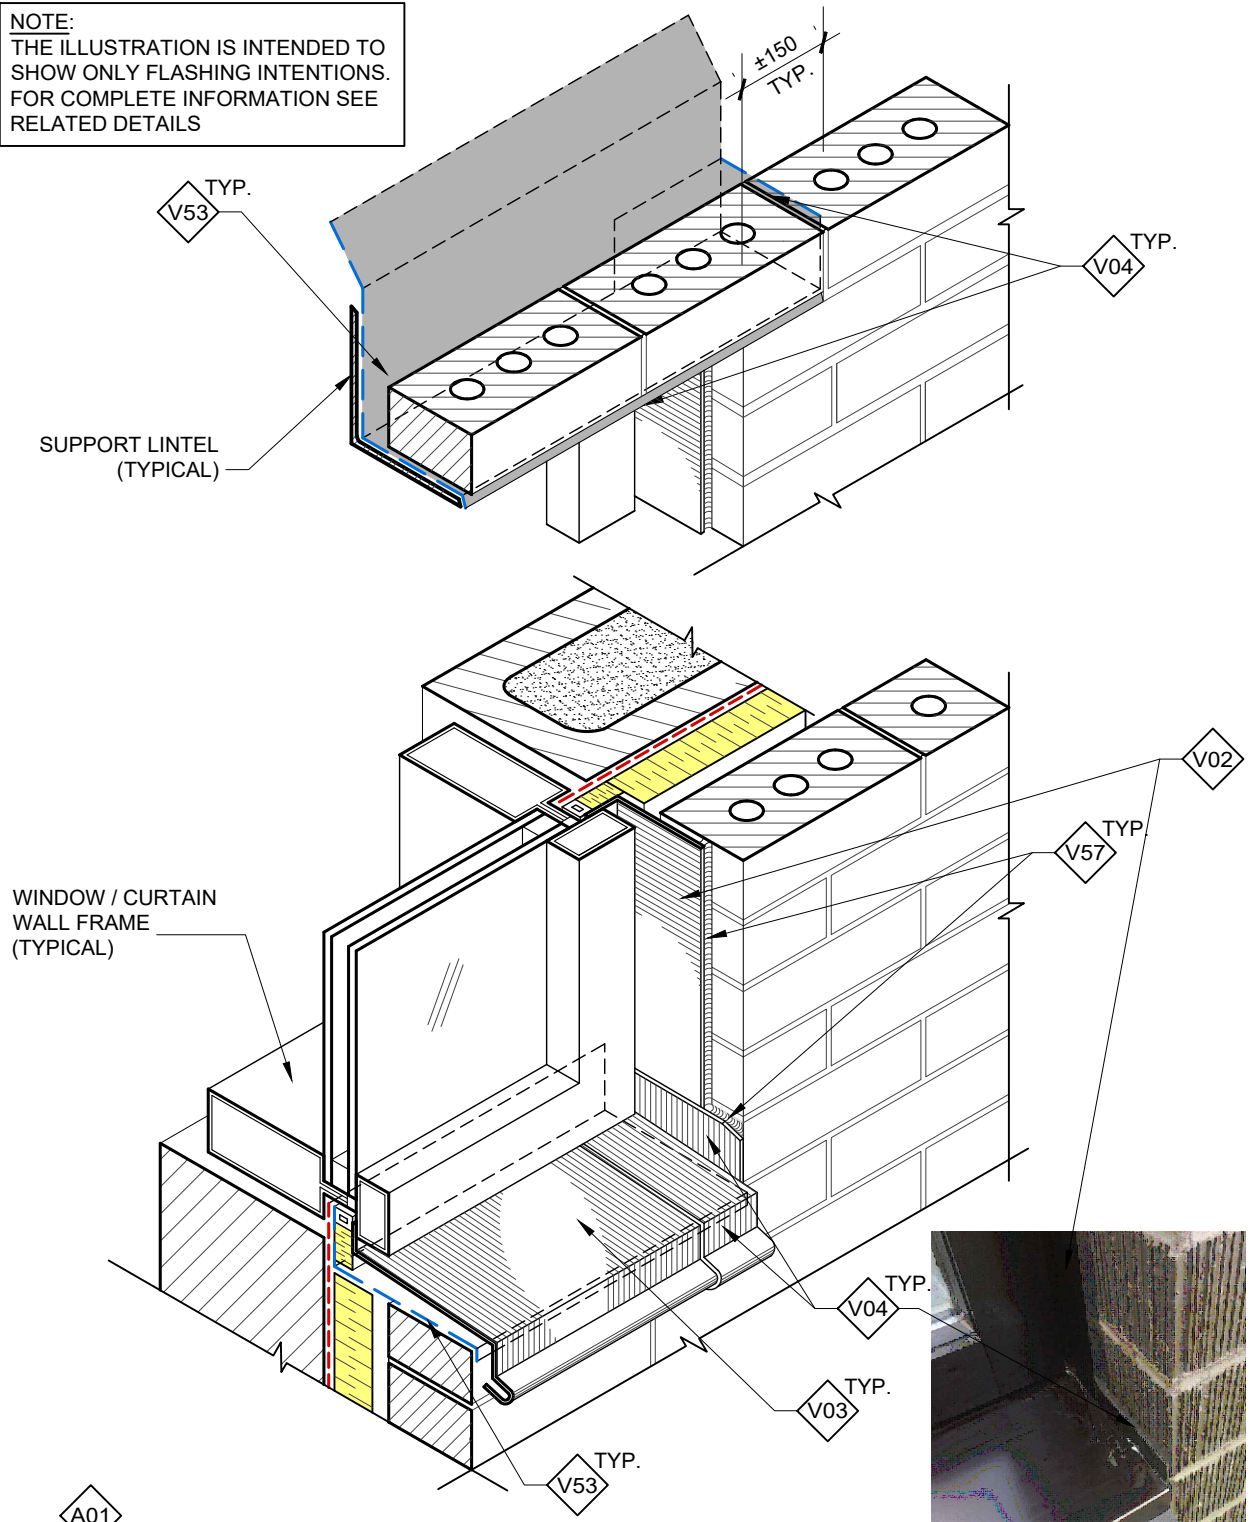 NOTE:
THE ILLUSTRATION IS INTENDED TO
SHOW ONLY FLASHING INTENTIONS.
FOR COMPLETE INFORMATION SEE
RELATED DETAILS
±150
TYP.
TYP.
V53
TYP.
V04
SUPPORT LINTEL
(TYPICAL)
V02
TYP.
V57
WINDOW / CURTAIN
WALL FRAME
(TYPICAL)
TYP.
V04
TYP.
V03
TYP.
V53
A01